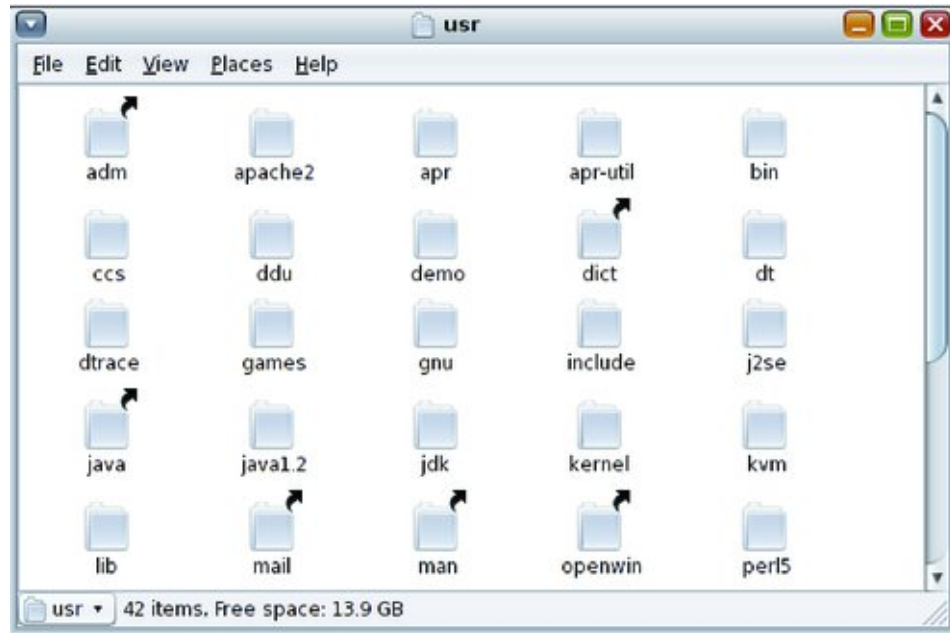 usr
File Edit View Places Help
adm apache2 apr apr-util bin
ccs ddu demo dict dt
dtrace games gnu include j2se
java java1.2 jdk kernel kvm
lib mail man openwin perl5
usr 42 items, Free space: 13.9 GB